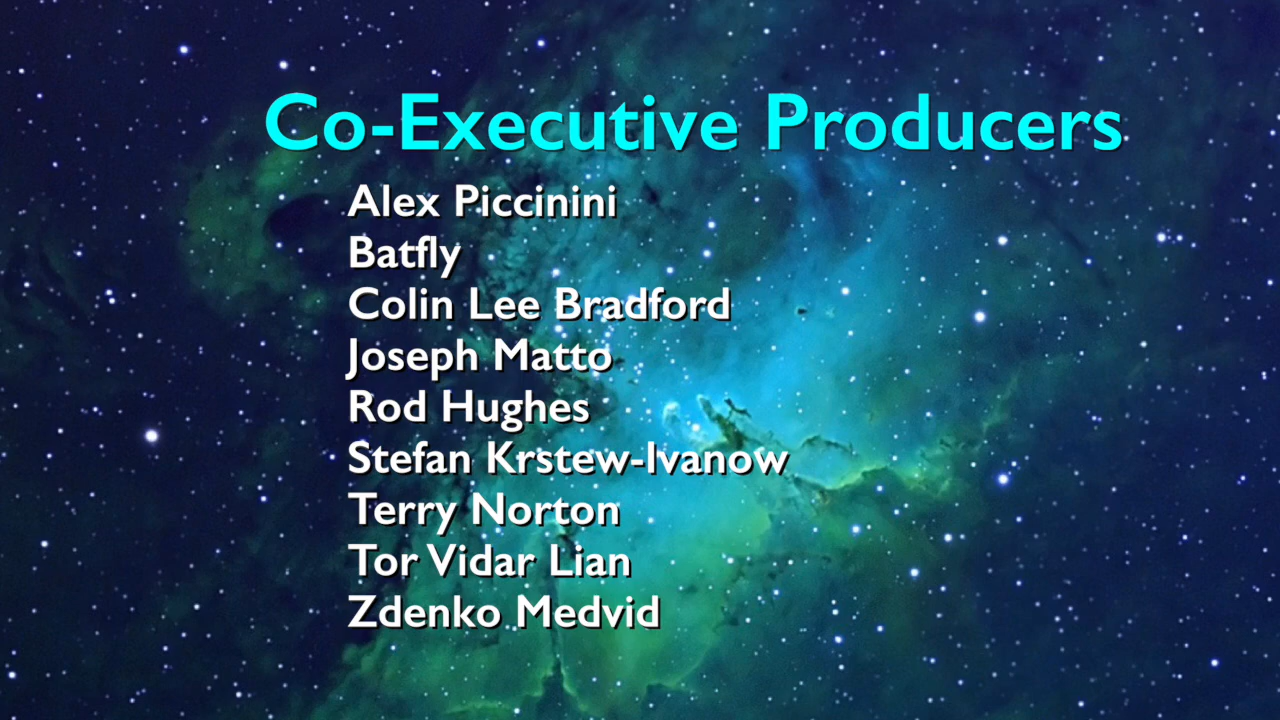 Co-Executive Producers
Alex Piccinini
Batfly
Colin Lee Bradford
Joseph Matto
Rod Hughes
Stefan Krstew-Ivanow
Terry Norton
Tor Vidar Lian
Zdenko Medvid